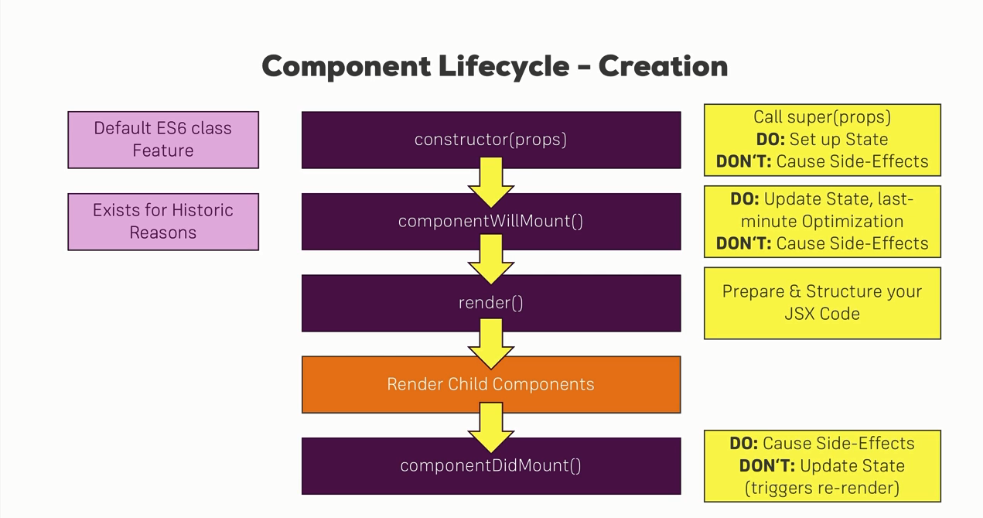 Component Lifecycle – Creation
Default ES6 class
Feature
constructor(props)
Call super(props)
DO: Set up State
DON'T: Cause Side-Effects
Exists for Historic
Reasons
componentWillMount()
DO: Update State, last-
minute Optimization
DON'T: Cause Side-Effects
render()
Prepare & Structure your
JSX Code
Render Child Components
componentDidMount()
DO: Cause Side-Effects
DON'T: Update State
(triggers re-render)